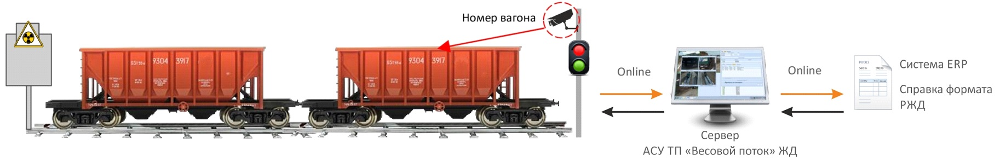 Номер вагона
9304 3917
9304 3917
Online
Online
Система ERP
Справка формата
РЖД
INVOICE
Сервер
АСУ ТП «Весовой поток» ЖД